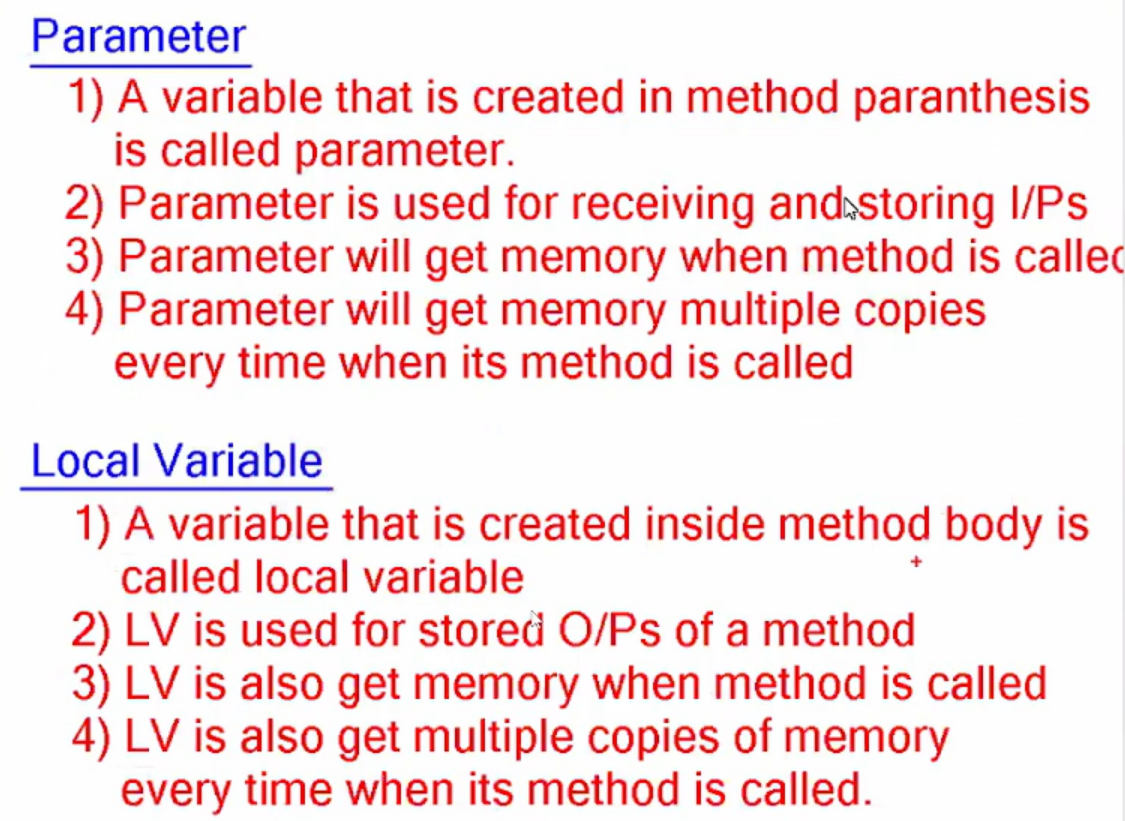 Parameter
1) A variable that is created in method paranthesis
is called parameter.
2) Parameter is used for receiving and storing I/Ps
3) Parameter will get memory when method is called
4) Parameter will get memory multiple copies
every time when its method is called
Local Variable
1) A variable that is created inside method body is
called local variable
2) LV is used for stored O/Ps of a method
3) LV is also get memory when method is called
4) LV is also get multiple copies of memory
every time when its method is called.